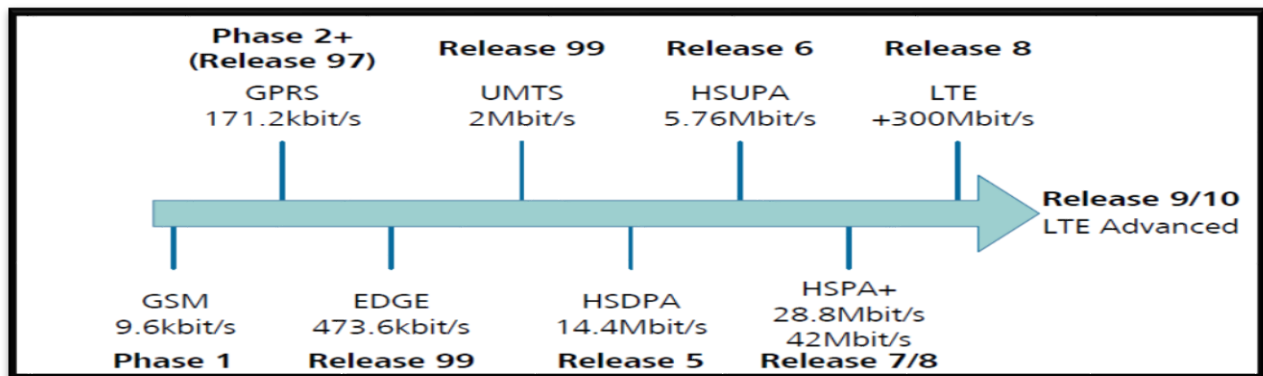 Phase 2+
(Release 97)
GPRS
171.2kbit/s
Release 99
UMTS
2Mbit/s
Release 6
HSUPA
5.76Mbit/s
Release 8
LTE
+300Mbit/s
Release 9/10
LTE Advanced
GSM
9.6kbit/s
Phase 1
EDGE
473.6kbit/s
Release 99
HSDPA
14.4Mbit/s
Release 5
HSPA+
28.8Mbit/s
42Mbit/s
Release 7/8